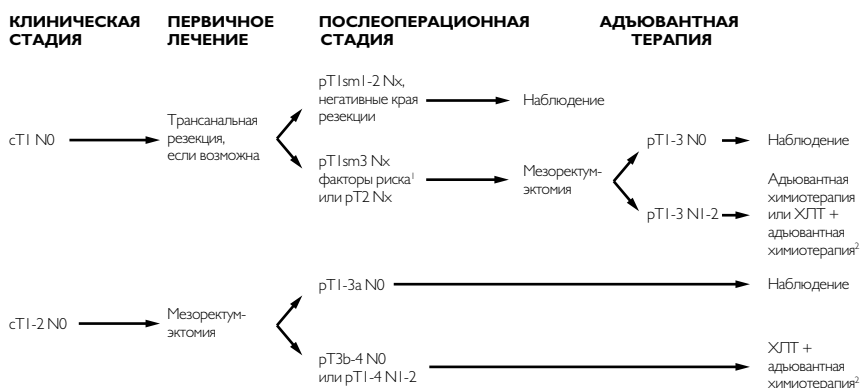 КЛИНИЧЕСКАЯ
СТАДИЯ
ПЕРВИЧНОЕ
ЛЕЧЕНИЕ
ПОСЛЕОПЕРАЦИОННАЯ
СТАДИЯ
АДЪЮВАНТНАЯ
ТЕРАПИЯ
cT1 N0
Трансанальная
резекция,
если возможна
pT1sm1-2 Nx,
негативные края
резекции
Наблюдение
pT1sm3 Nx
факторы риска¹
или pT2 Nx
Мезоректум-
эктомия
pT1-3 N0
Наблюдение
pT1-3 N1-2
Адьювантная
химиотерапия
или ХЛТ +
адьювантная
химиотерапия²
cT1-2 N0
Мезоректум-
эктомия
pT1-3a N0
Наблюдение
pT3b-4 N0
или pT1-4 N1-2
ХЛТ +
адьювантная
химиотерапия²